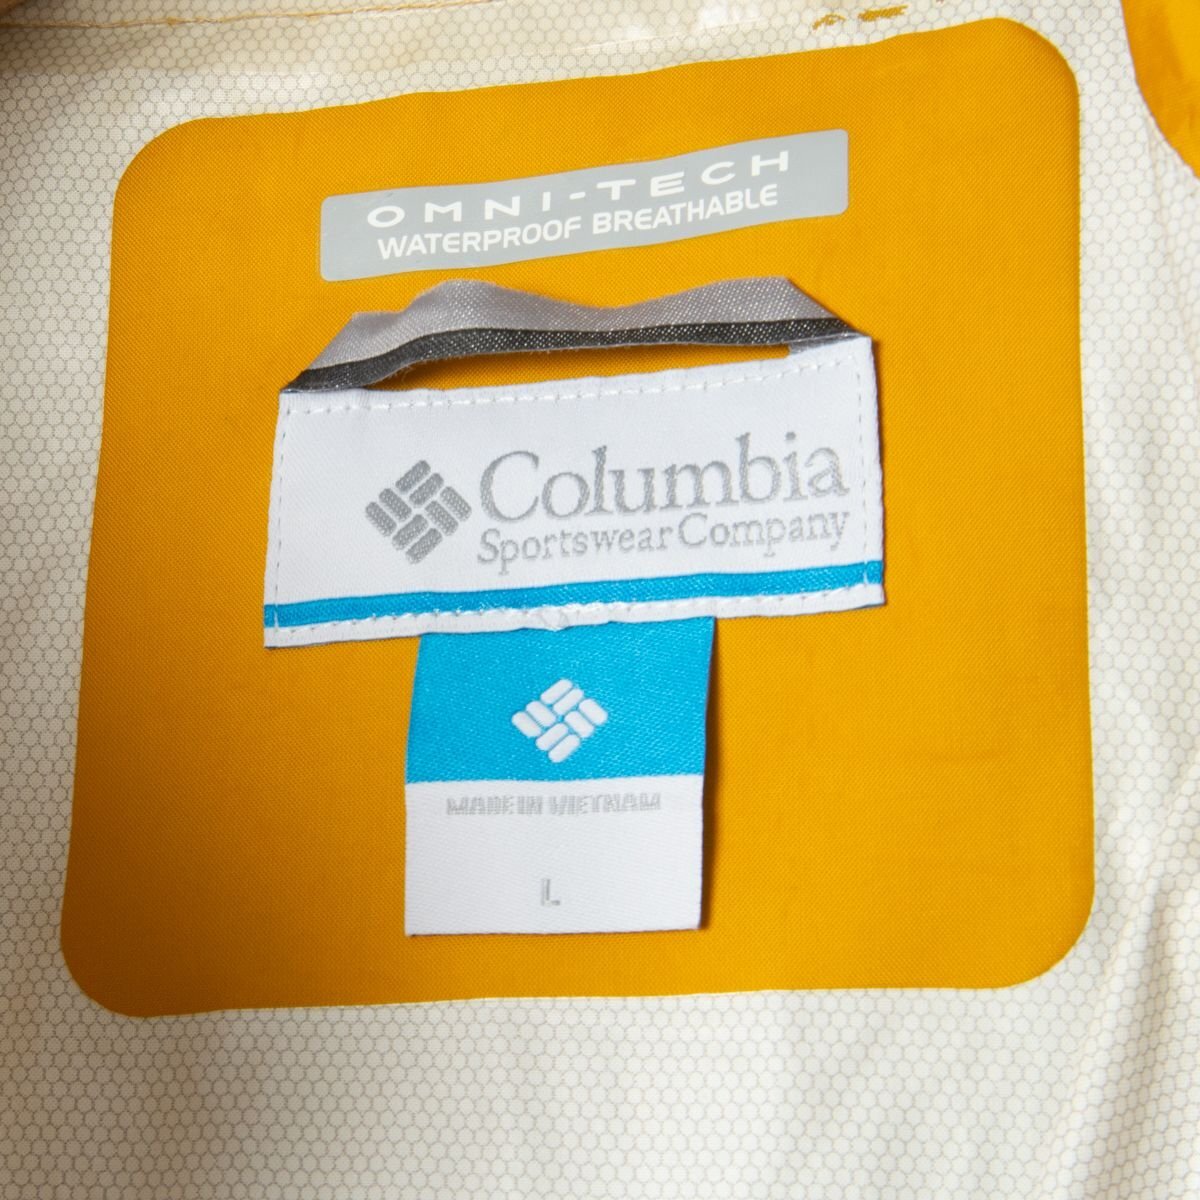 OMNI-TECH
WATERPROOF BREATHABLE
Columbia
Sportswear Company
MADE IN VIETNAM
L